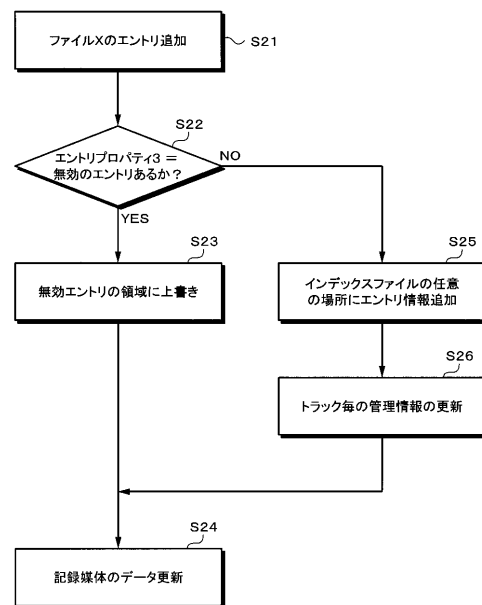 ファイルXのエントリ追加
S21
S22
エントリプロパティ3 =
無効のエントリあるか?
NO
YES
S23
無効エントリの領域に上書き
S25
インデックスファイルの任意
の場所にエントリ情報追加
S26
トラック毎の管理情報の更新
S24
記録媒体のデータ更新